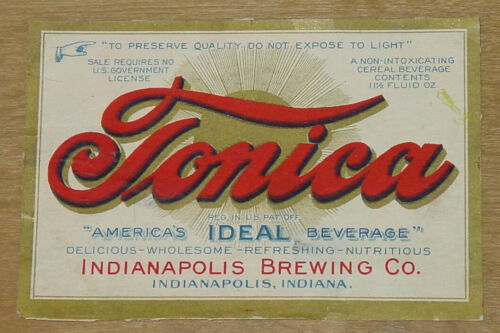 "TO PRESERVE QUALITY DO NOT EXPOSE TO LIGHT"
SALE REQUIRES NO
U.S. GOVERNMENT
LICENSE
A NON-INTOXICATING
CEREAL BEVERAGE
CONTENTS
11½ FLUID OZ.
Tonica
REG. IN U.S. PAT. OFF.
"AMERICA'S IDEAL BEVERAGE"
DELICIOUS-WHOLESOME-REFRESHING-NUTRITIOUS
INDIANAPOLIS BREWING CO.
INDIANAPOLIS, INDIANA.